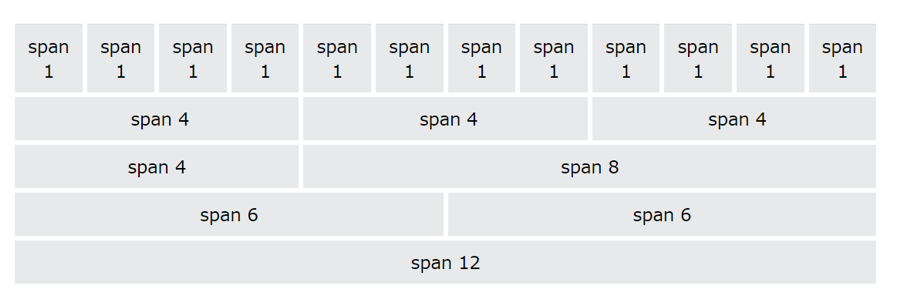 span span span span span span span span span span span span
1 1 1 1 1 1 1 1 1 1 1 1
span 4 span 4 span 4
span 4 span 8
span 6 span 6
span 12